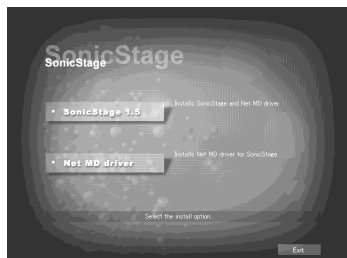 SonicStage
SonicStage
SonicStage 1.5
Installs SonicStage and Net MD driver.
Net MD driver
Installs Net MD driver for SonicStage.
Select the install option.
Exit